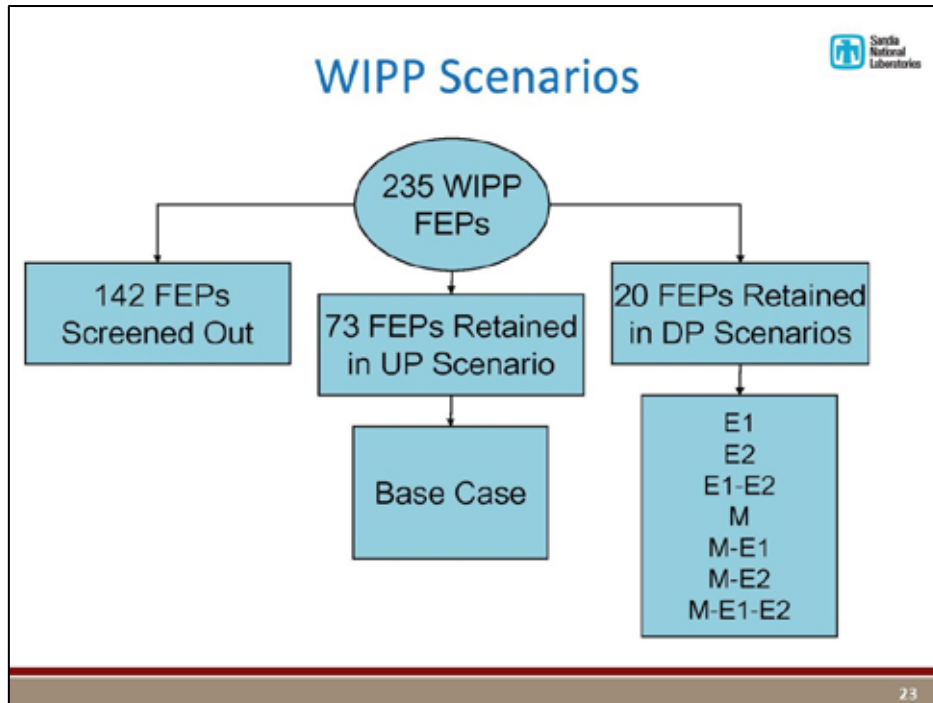 WIPP Scenarios
Sandia
National
Laboratories
235 WIPP
FEPs
142 FEPs
Screened Out
73 FEPs Retained
in UP Scenario
20 FEPs Retained
in DP Scenarios
Base Case
E1
E2
E1-E2
M
M-E1
M-E2
M-E1-E2
23